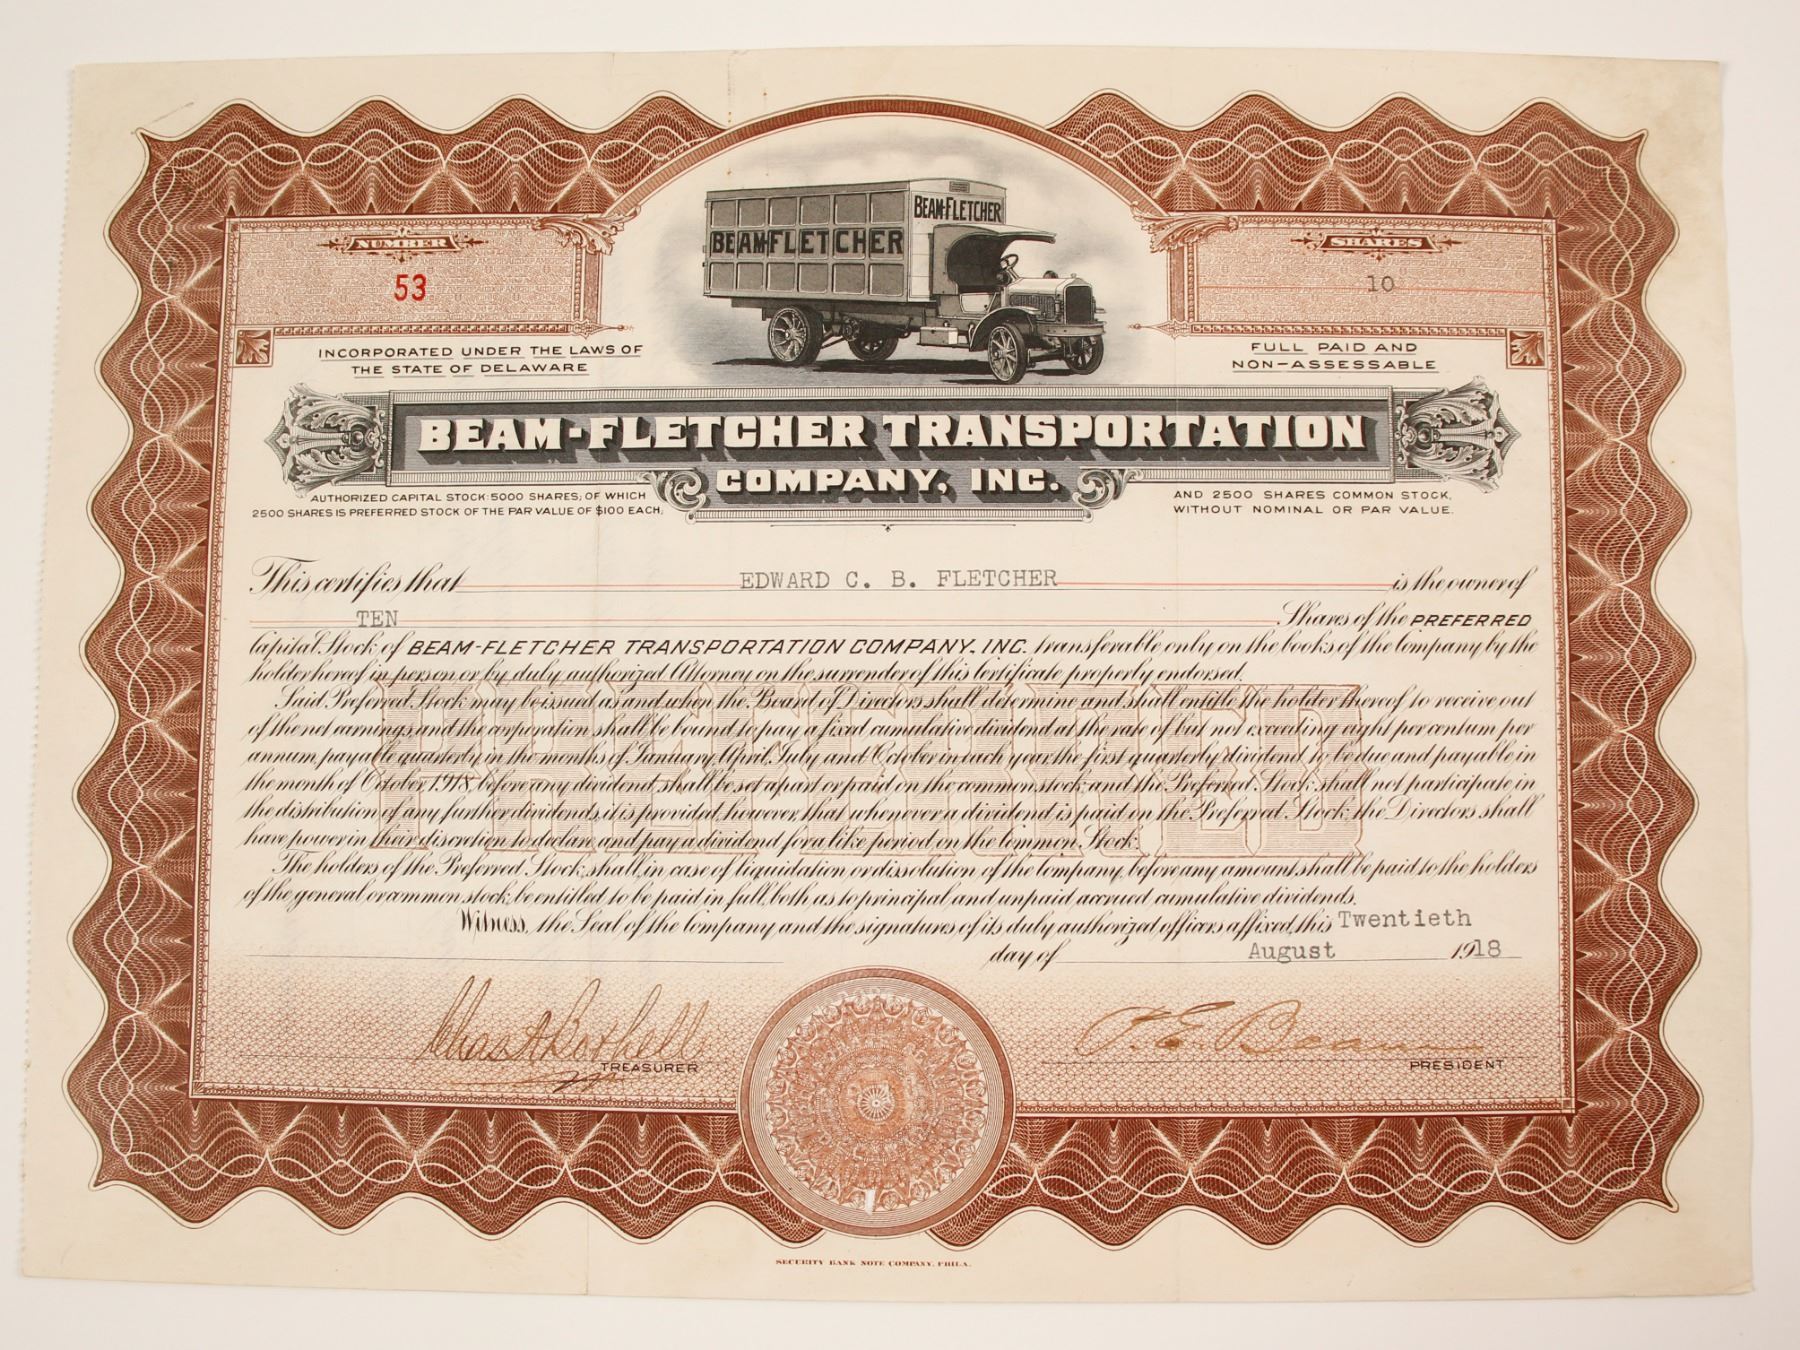 NUMBER
53
SHARES
10
BEAM-FLETCHER
BEAM-FLETCHER
INCORPORATED UNDER THE LAWS OF
THE STATE OF DELAWARE
FULL PAID AND
NON-ASSESSABLE
BEAM-FLETCHER TRANSPORTATION
COMPANY, INC.
AUTHORIZED CAPITAL STOCK: 5000 SHARES; OF WHICH
2500 SHARES IS PREFERRED STOCK OF THE PAR VALUE OF $100 EACH;
AND 2500 SHARES COMMON STOCK,
WITHOUT NOMINAL OR PAR VALUE.
This certifies that EDWARD C. B. FLETCHER is the owner of
TEN Shares of the PREFERRED
Capital Stock of BEAM-FLETCHER TRANSPORTATION COMPANY, INC. transferable only on the books of the Company by the
holder hereof in person or by duly authorized Attorney on the surrender of this Certificate properly endorsed.
Said Preferred Stock may be issued as and when the Board of Directors shall determine and shall entitle the holder thereof to receive out
of the net earnings and the corporation shall be bound to pay a fixed cumulative dividend at the rate of but not exceeding eight per centum per
annum, payable quarterly in the months of January, April, July and October in each year, the first quarterly dividend to be due and payable in
the month of October 1918, before any dividend shall be set apart or paid on the common stock; and the Preferred Stock shall not participate in
the distribution of any further dividends, it is provided, however, that whenever a dividend is paid on the Preferred Stock the Directors shall
have power in their discretion to declare and pay a dividend for a like period on the Common Stock.
The holders of the Preferred Stock shall, in case of liquidation or dissolution of the Company, before any amount shall be paid to the holders
of the general or common stock, be entitled to be paid in full, both as to principal and unpaid accrued cumulative dividends.
Witness, the Seal of the Company and the signatures of its duly authorized officers affixed, this Twentieth
day of August 1918
PREFERRED
Chas A Rothell
TREASURER
F. E. Beam
PRESIDENT
SECURITY BANK NOTE COMPANY, PHILA.